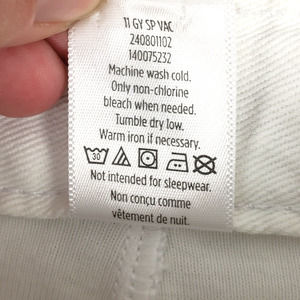 11 GY SP VAC
240801102
140075232
Machine wash cold.
Only non-chlorine
bleach when needed.
Tumble dry low.
Warm iron if necessary.
30
Not intended for sleepwear.
Non conçu comme
vêtement de nuit.